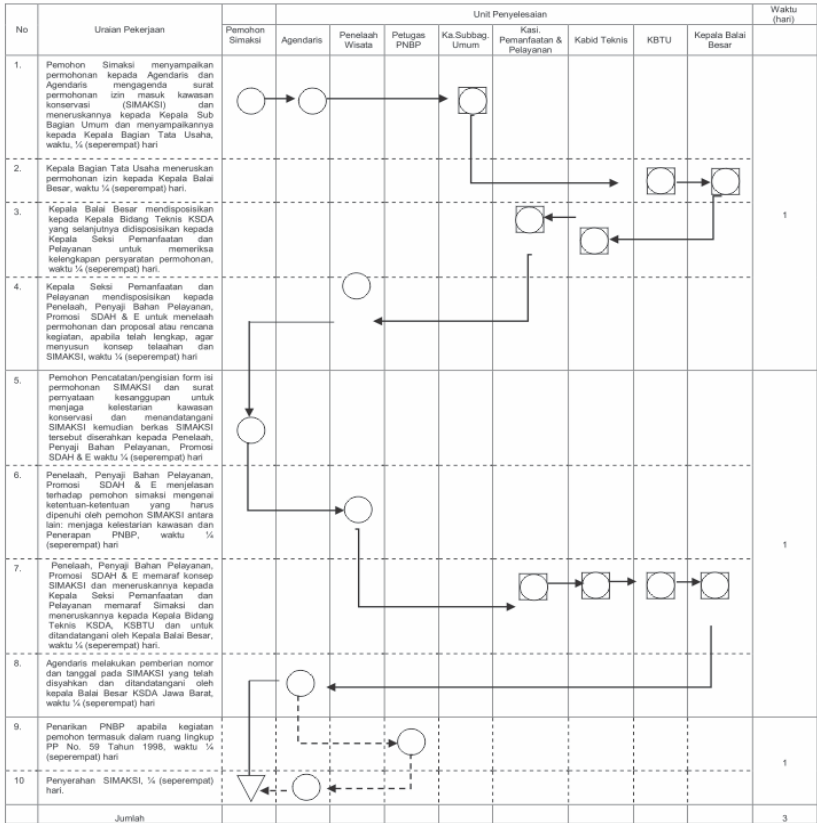 No
Uraian Pekerjaan
Pemohon
Simaksi
Unit Penyelesaian
Waktu
(hari)
Agendaris
Penelaah
Wisata
Petugas
PNBP
Ka.Subbag.
Umum
Kasi.
Pemanfaatan &
Pelayanan
Kabid Teknis
KBTU
Kepala Balai
Besar
1.
Pemohon Simaksi menyampaikan
permohonan kepada Agendaris dan
Agendaris mengagenda surat
permohonan izin masuk kawasan
konservasi (SIMAKSI) dan
meneruskannya kepada Kepala Sub
Bagian Umum dan menyampaikannya
kepada Kepala Bagian Tata Usaha,
waktu, ¼ (seperempat) hari
2.
Kepala Bagian Tata Usaha meneruskan
permohonan izin kepada Kepala Balai
Besar, waktu ¼ (seperempat) hari.
3.
Kepala Balai Besar mendisposisikan
kepada Kepala Bidang Teknis KSDA
yang selanjutnya didisposisikan kepada
Kepala Seksi Pemanfaatan dan
Pelayanan untuk memeriksa
kelengkapan persyaratan permohonan,
waktu ¼ (seperempat) hari.
1
4.
Kepala Seksi Pemanfaatan dan
Pelayanan mendisposisikan kepada
Penelaah, Penyaji Bahan Pelayanan,
Promosi SDAH & E untuk menelaah
permohonan dan proposal atau rencana
kegiatan, apabila telah lengkap, agar
menyusun konsep telaahan dan
SIMAKSI, waktu ¼ (seperempat) hari
5.
Pemohon Pencatatan/pengisian form isi
permohonan SIMAKSI dan surat
pernyataan kesanggupan untuk
menjaga kelestarian kawasan
konservasi dan menandatangani
SIMAKSI kemudian berkas SIMAKSI
tersebut diserahkan kepada Penelaah,
Penyaji Bahan Pelayanan, Promosi
SDAH & E waktu ¼ (seperempat) hari
6.
Penelaah, Penyaji Bahan Pelayanan,
Promosi SDAH & E menjelasan
terhadap pemohon simaksi mengenai
ketentuan-ketentuan yang harus
dipenuhi oleh pemohon SIMAKSI antara
lain: menjaga kelestarian kawasan dan
Penerapan PNBP, waktu ¼
(seperempat) hari
1
7.
Penelaah, Penyaji Bahan Pelayanan,
Promosi SDAH & E memaraf konsep
SIMAKSI dan meneruskannya kepada
Kepala Seksi Pemanfaatan dan
Pelayanan memaraf Simaksi dan
meneruskannya kepada Kepala Bidang
Teknis KSDA, KSBTU dan untuk
ditandatangani oleh Kepala Balai Besar,
waktu ¼ (seperempat) hari.
8.
Agendaris melakukan pemberian nomor
dan tanggal pada SIMAKSI yang telah
disyahkan dan ditandatangani oleh
kepala Balai Besar KSDA Jawa Barat,
waktu ¼ (seperempat) hari
9.
Penarikan PNBP apabila kegiatan
pemohon termasuk dalam ruang lingkup
PP No. 59 Tahun 1998, waktu ¼
(seperempat) hari
1
10
Penyerahan SIMAKSI, ¼ (seperempat)
hari.
Jumlah
3